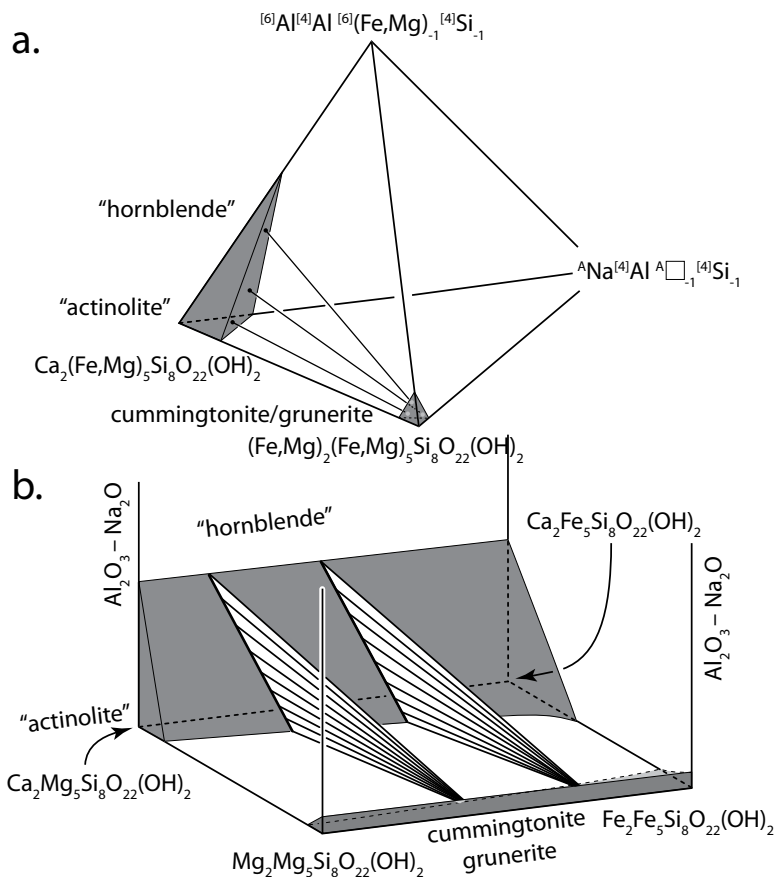 a.
[6]Al[4]Al [6](Fe,Mg)-1[4]Si-1
“hornblende”
ANa[4]Al A□-1[4]Si-1
“actinolite”
Ca2(Fe,Mg)5Si8O22(OH)2
cummingtonite/grunerite
(Fe,Mg)2(Fe,Mg)5Si8O22(OH)2
b.
Al2O3 – Na2O
“hornblende”
Ca2Fe5Si8O22(OH)2
Al2O3 – Na2O
“actinolite”
Ca2Mg5Si8O22(OH)2
cummingtonite
grunerite
Fe2Fe5Si8O22(OH)2
Mg2Mg5Si8O22(OH)2